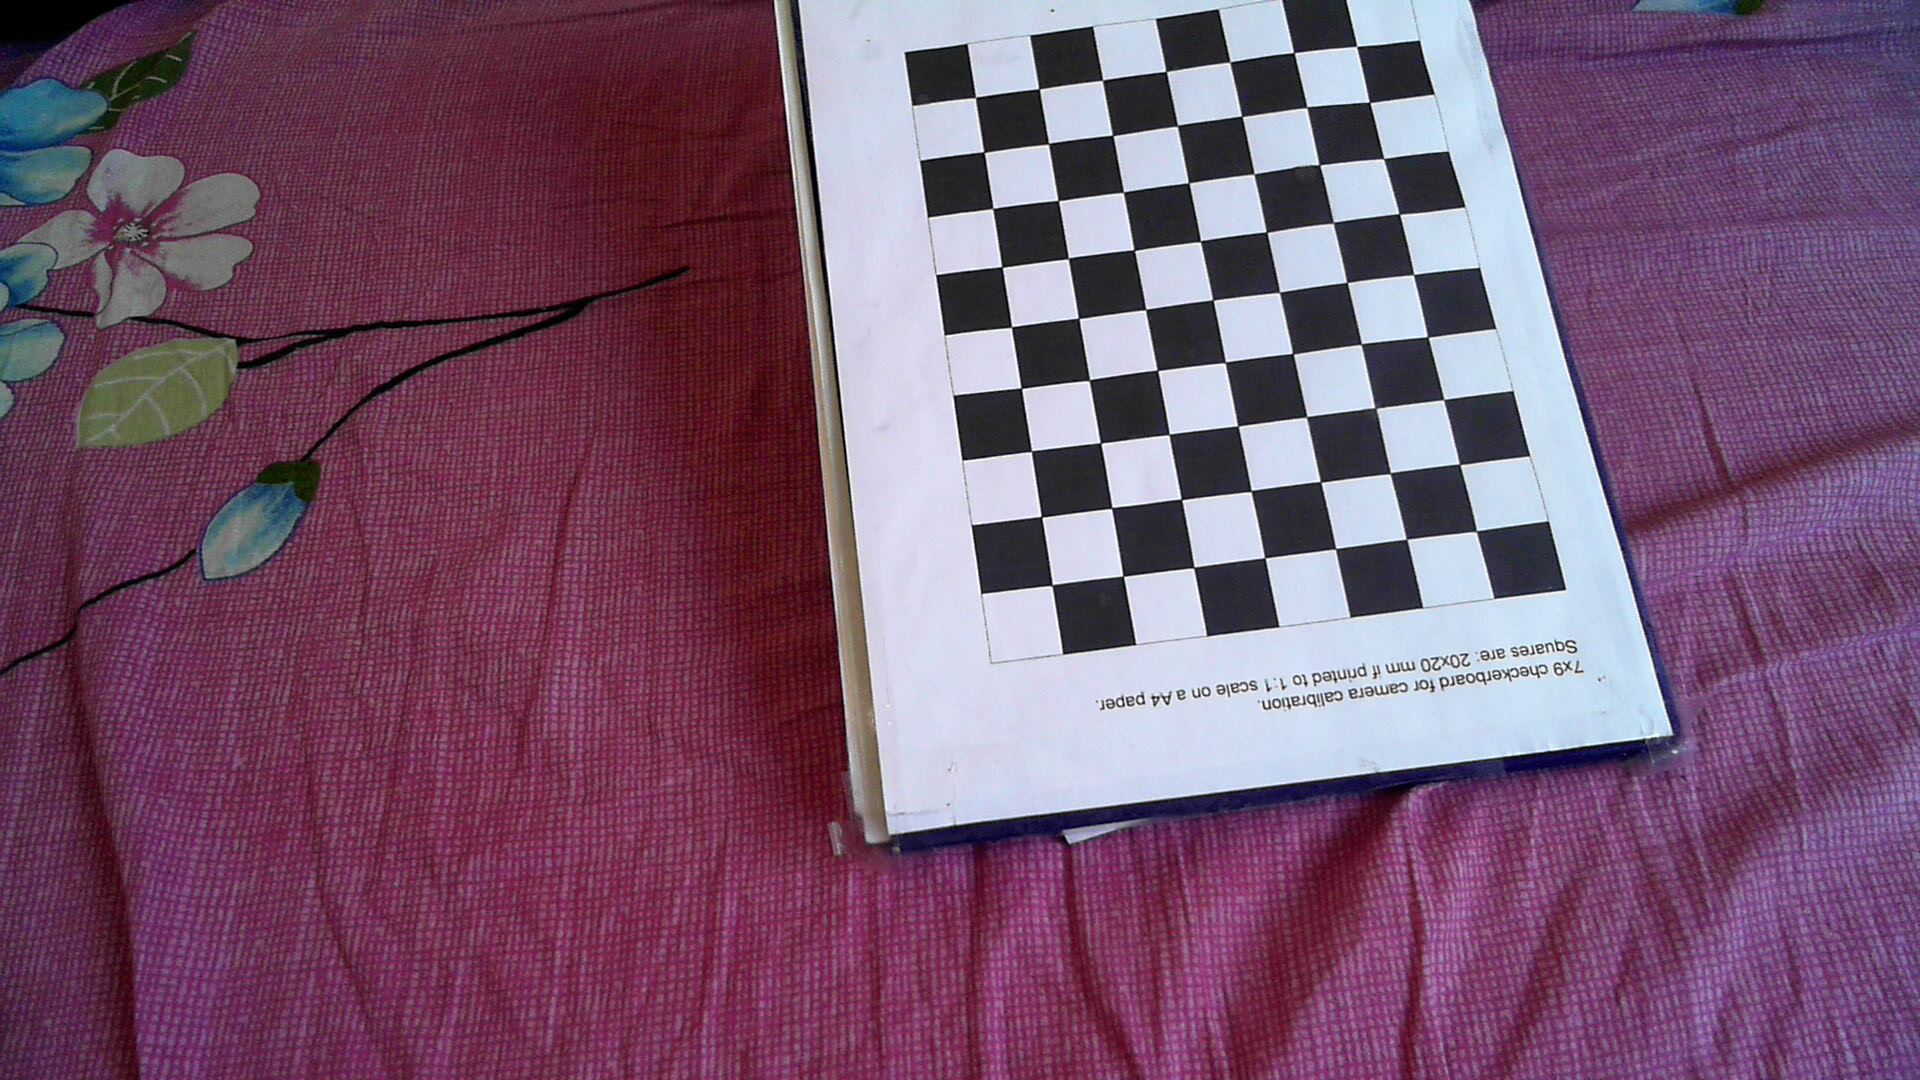 7x9 checkerboard for camera calibration.
Squares are: 20x20 mm if printed to 1:1 scale on a A4 paper.